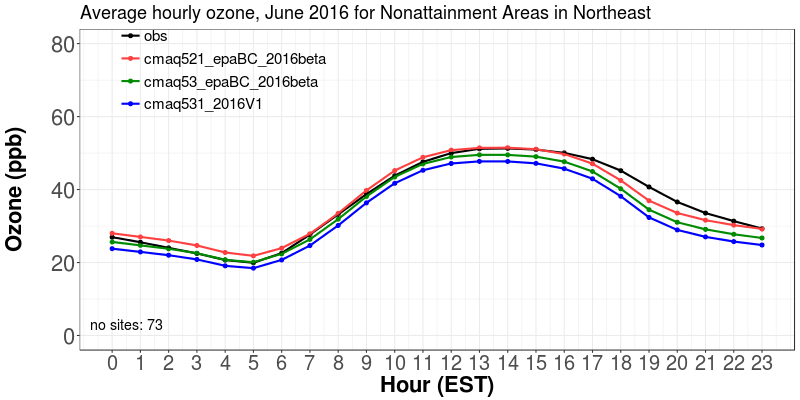 Average hourly ozone, June 2016 for Nonattainment Areas in Northeast
obs
cmaq521_epaBC_2016beta
cmaq53_epaBC_2016beta
cmaq531_2016V1
80
60
40
20
0
Ozone (ppb)
no sites: 73
0 1 2 3 4 5 6 7 8 9 10 11 12 13 14 15 16 17 18 19 20 21 22 23
Hour (EST)